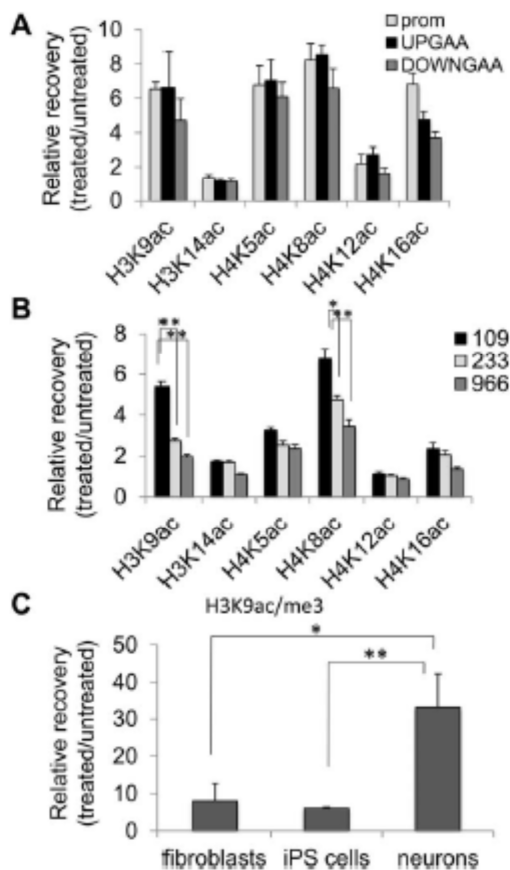 A
prom
UPGAA
DOWNGAA
Relative recovery
(treated/untreated)
10
8
6
4
2
0
H3K9ac
H3K14ac
H4K5ac
H4K8ac
H4K12ac
H4K16ac
B
109
233
966
** 
**
*
**
Relative recovery
(treated/untreated)
8
6
4
2
0
H3K9ac
H3K14ac
H4K5ac
H4K8ac
H4K12ac
H4K16ac
C
H3K9ac/me3
*
**
Relative recovery
(treated/untreated)
50
40
30
20
10
0
fibroblasts
iPS cells
neurons